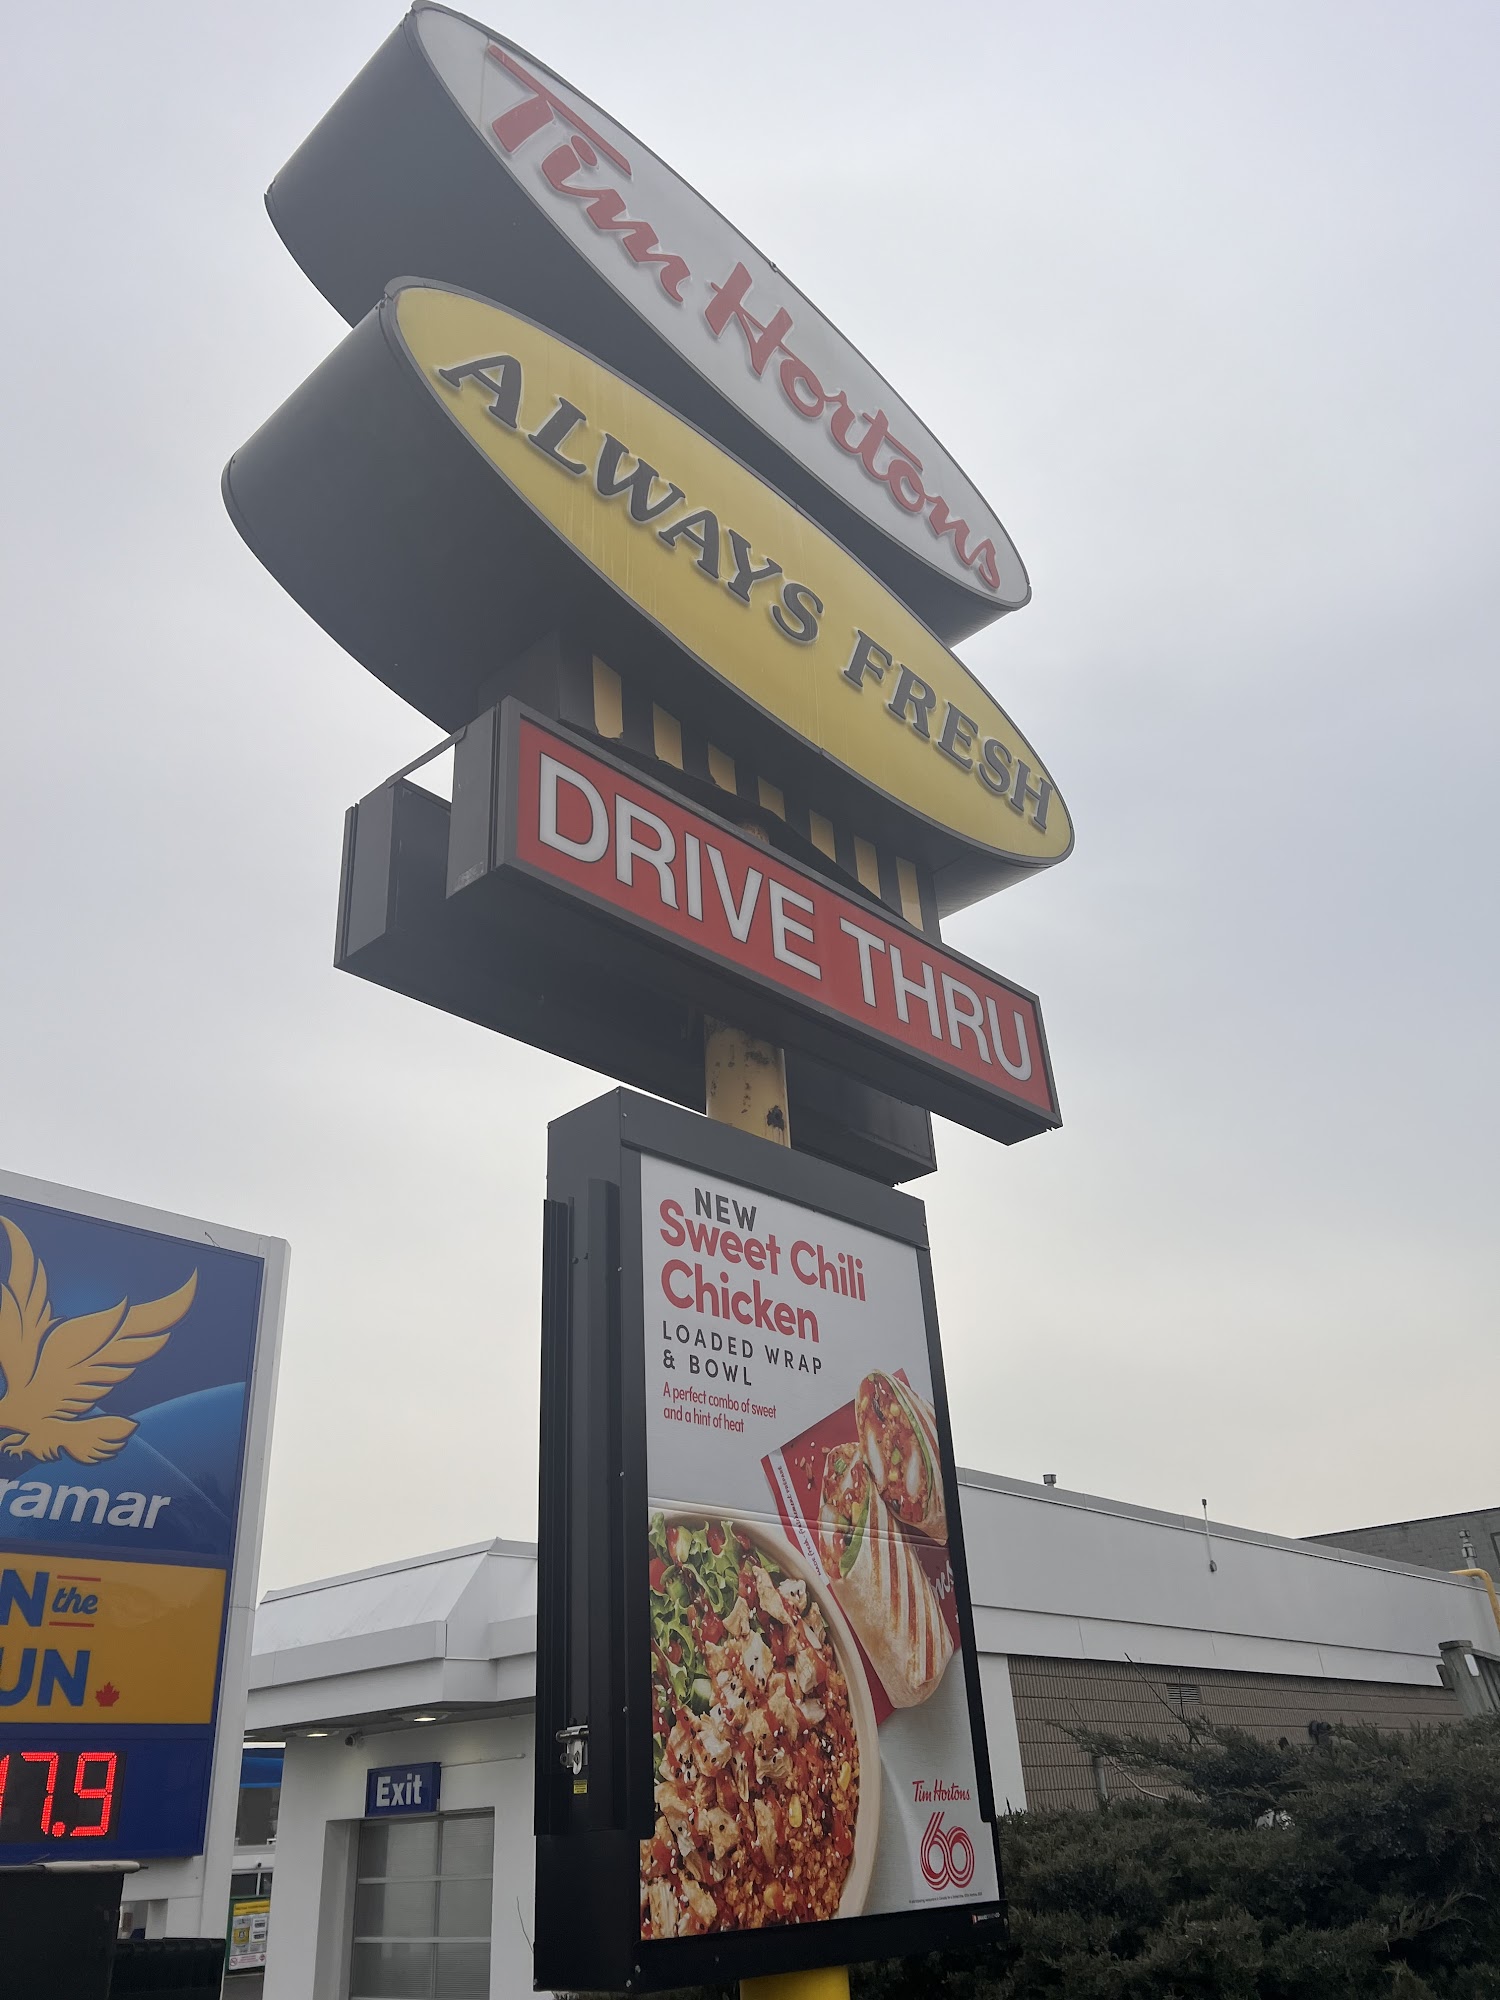 Tim Hortons
ALWAYS FRESH
DRIVE THRU
NEW
Sweet Chili
Chicken
LOADED WRAP
& BOWL
A perfect combo of sweet
and a hint of heat
Tim Hortons
60
ramar
N the
UN
17.9
Exit